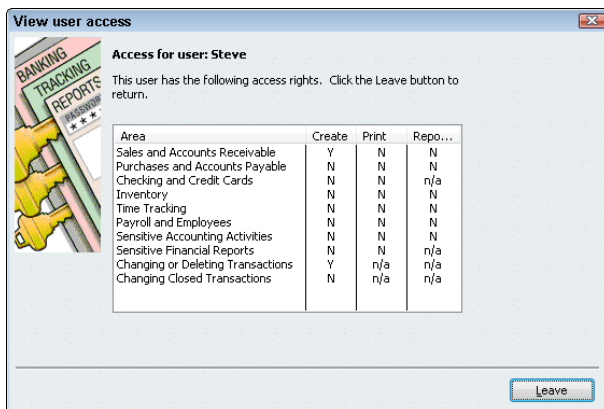 View user access
BANKING
TRACKING
REPORTS
PASSWOR
****
Access for user: Steve
This user has the following access rights. Click the Leave button to
return.
Area Create Print Repo...
Sales and Accounts Receivable Y N N
Purchases and Accounts Payable N N N
Checking and Credit Cards N N n/a
Inventory N N N
Time Tracking N N N
Payroll and Employees N N N
Sensitive Accounting Activities N N N
Sensitive Financial Reports N N n/a
Changing or Deleting Transactions Y n/a n/a
Changing Closed Transactions N n/a n/a
Leave